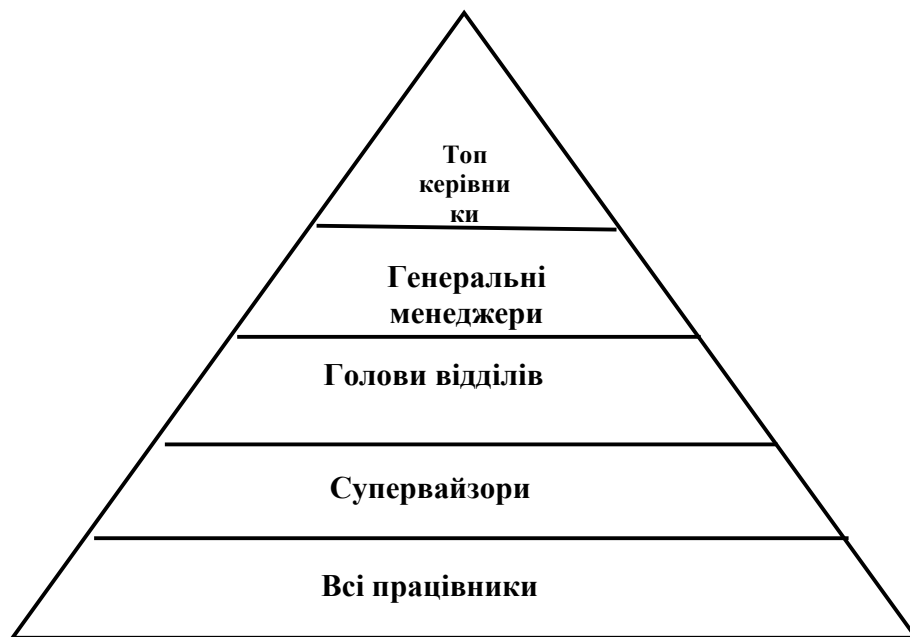 Топ
керівни
ки
Генеральні
менеджери
Голови відділів
Супервайзори
Всі працівники